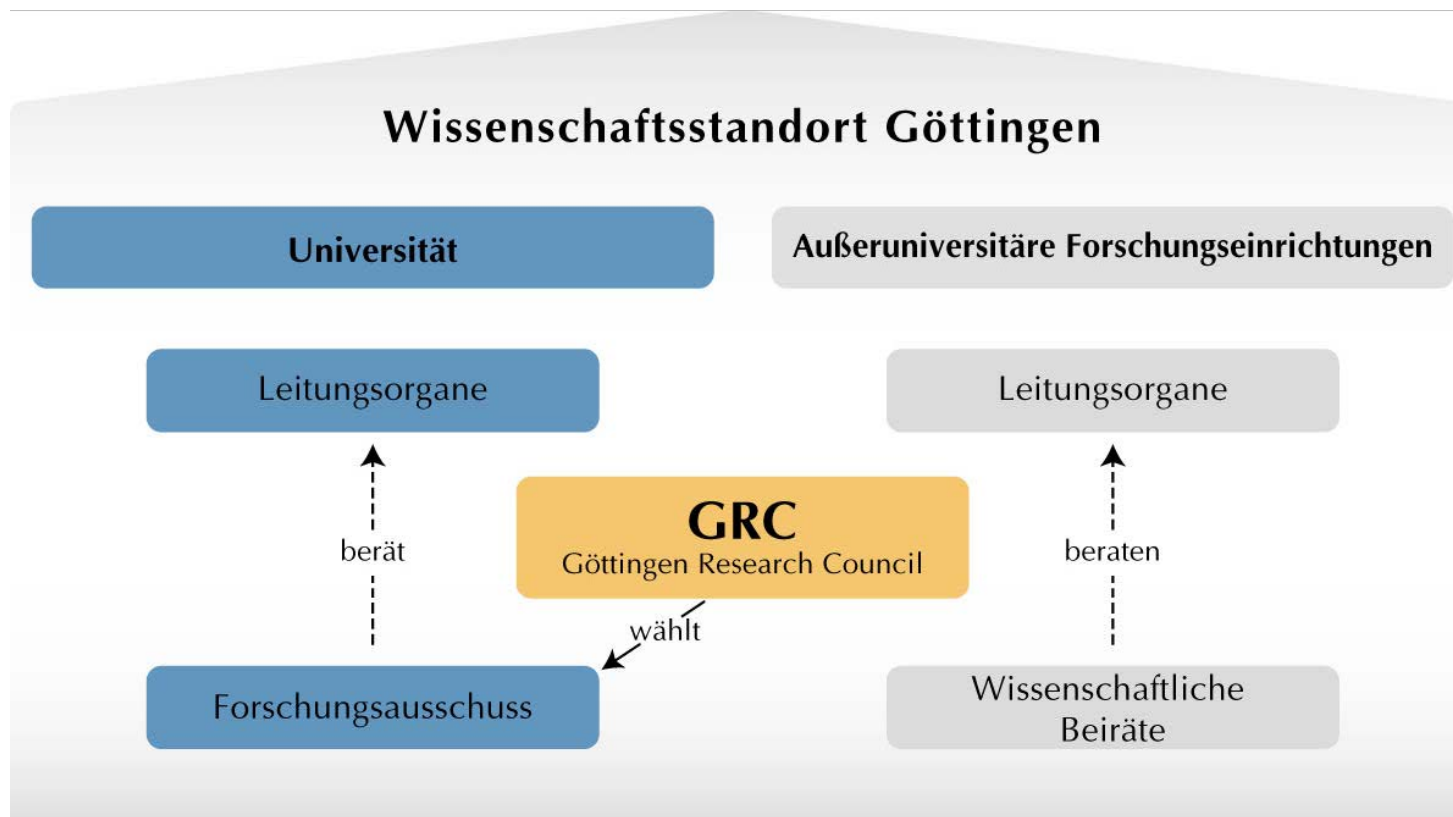 Wissenschaftsstandort Göttingen
Universität
Außeruniversitäre Forschungseinrichtungen
Leitungsorgane
Leitungsorgane
GRC
Göttingen Research Council
berät
beraten
wählt
Forschungsausschuss
Wissenschaftliche
Beiräte